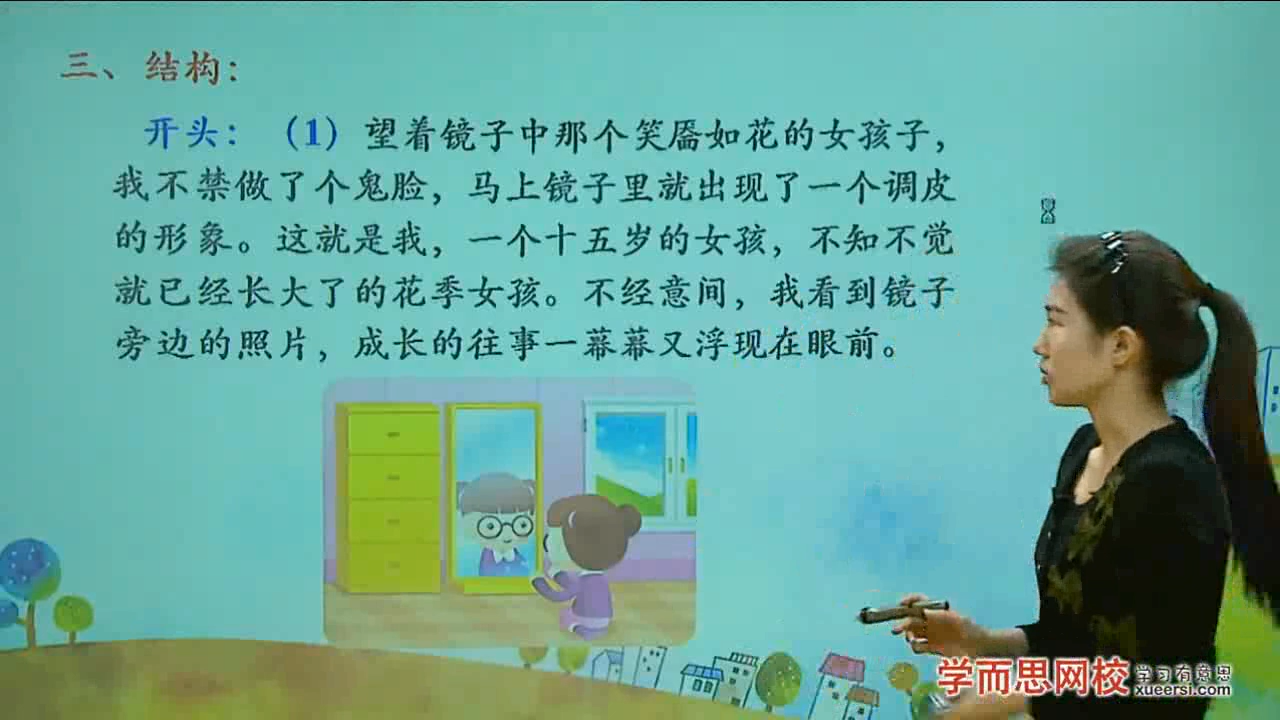 三、结构：
开头：（1）望着镜子中那个笑靥如花的女孩子，
我不禁做了个鬼脸，马上镜子里就出现了一个调皮
的形象。这就是我，一个十五岁的女孩，不知不觉
就已经长大了的花季女孩。不经意间，我看到镜子
旁边的照片，成长的往事一幕幕又浮现在眼前。
学而思网校 学习有意思
xueersi.com